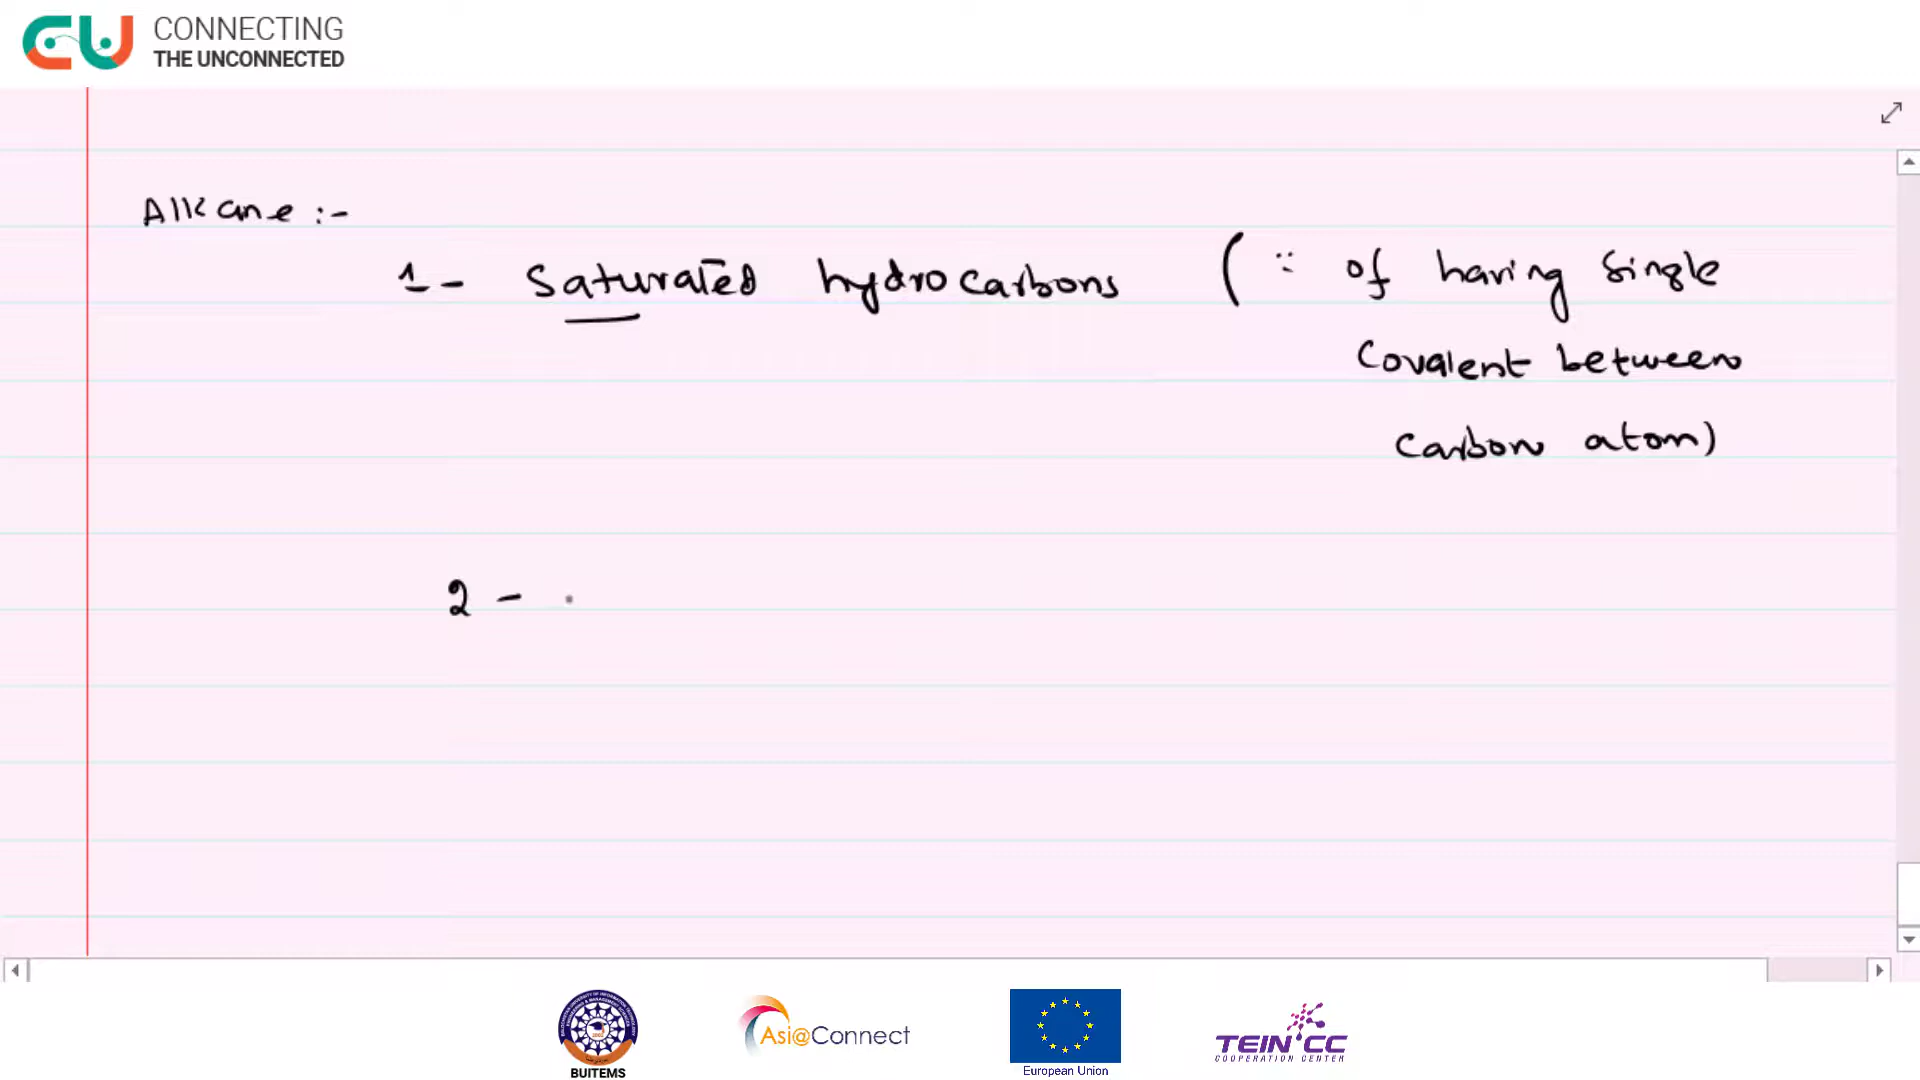 CONNECTING
THE UNCONNECTED
Alkane :-
1- Saturated hydrocarbons (∵ of having single
Covalent between
Carbon atom)
2 -
BUITEMS
Asi@Connect
European Union
TEIN*CC
COOPERATION CENTER